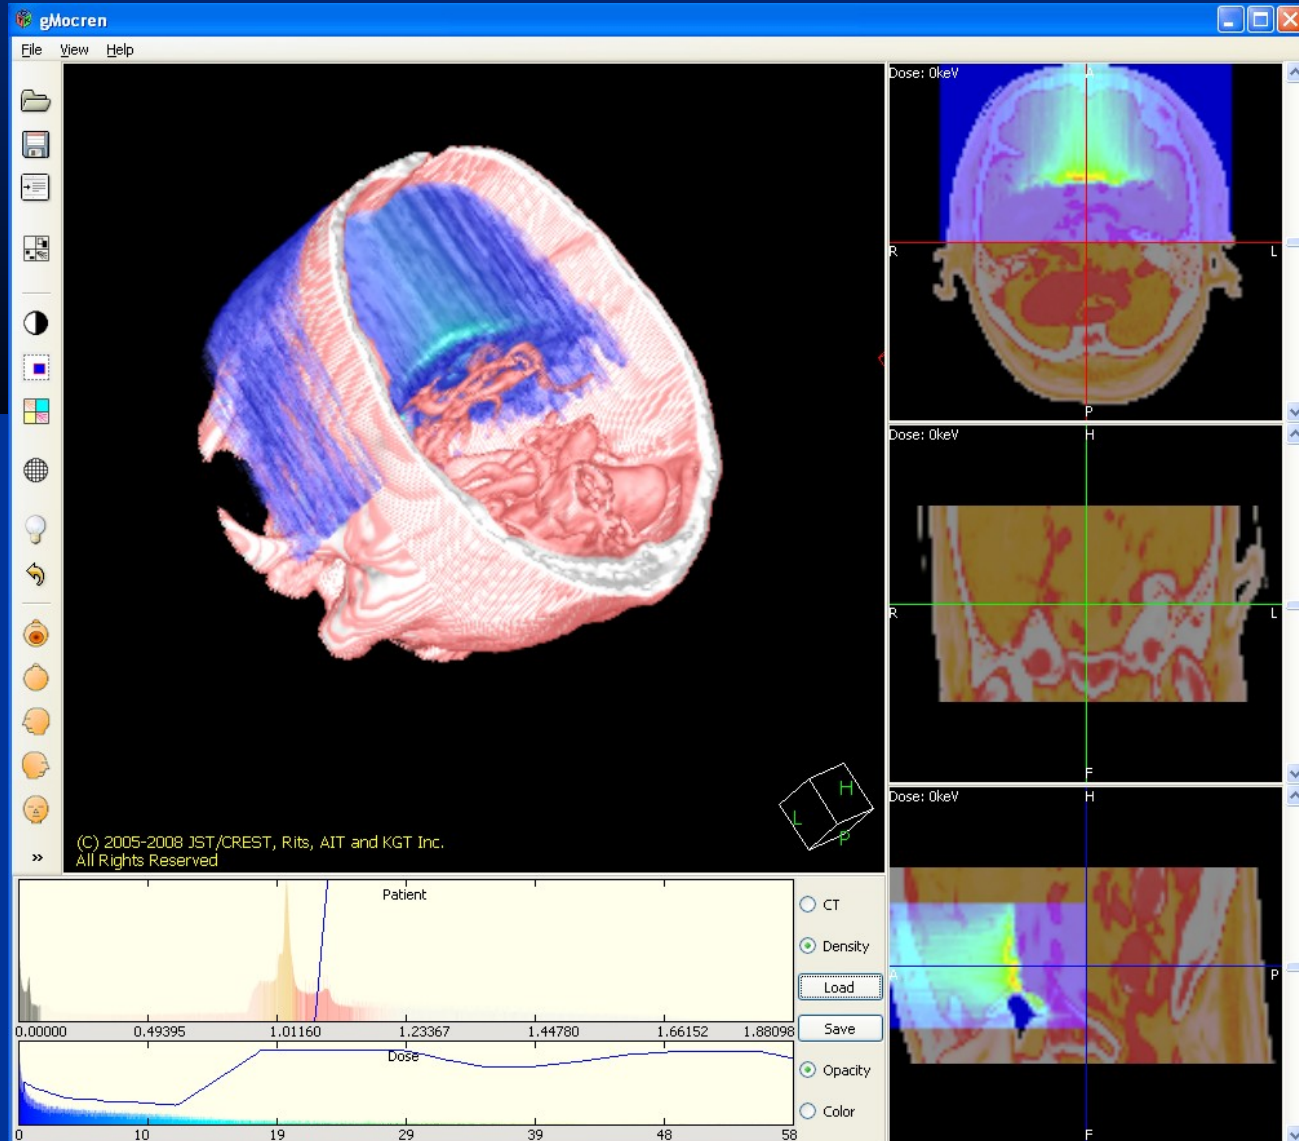 gMocren
File View Help
Dose: 0keV
A
R
L
P
Dose: 0keV
H
R
L
F
Dose: 0keV
H
A
P
F
H
L
P
(C) 2005-2008 JST/CREST, Rits, AIT and KGT Inc.
All Rights Reserved
»
Patient
0.00000 0.49395 1.01160 1.23367 1.44780 1.66152 1.88098
CT
Density
Load
Save
Dose
0 10 19 29 39 48 58
Opacity
Color